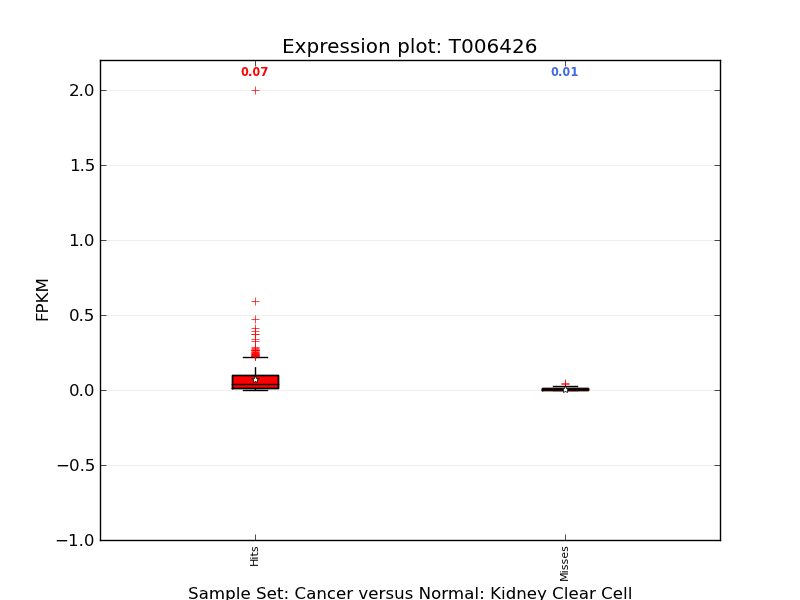 Expression plot: T006426
0.07
0.01
2.0
1.5
1.0
0.5
0.0
−0.5
−1.0
FPKM
Hits
Misses
Sample Set: Cancer versus Normal: Kidney Clear Cell